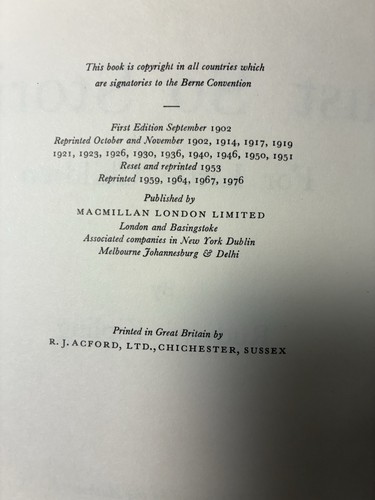 This book is copyright in all countries which
are signatories to the Berne Convention
First Edition September 1902
Reprinted October and November 1902, 1914, 1917, 1919
1921, 1923, 1926, 1930, 1936, 1940, 1946, 1950, 1951
Reset and reprinted 1953
Reprinted 1959, 1964, 1967, 1976
Published by
MACMILLAN LONDON LIMITED
London and Basingstoke
Associated companies in New York Dublin
Melbourne Johannesburg & Delhi
Printed in Great Britain by
R. J. ACFORD, LTD., CHICHESTER, SUSSEX